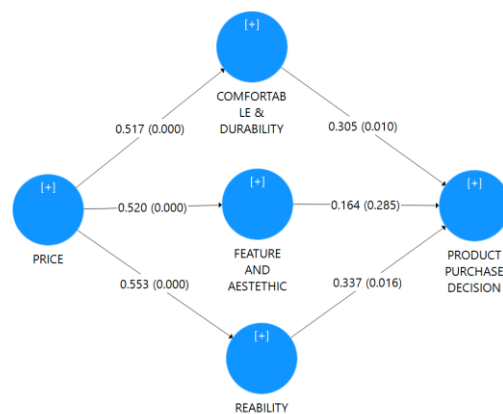 [+]
COMFORTAB
LE &
DURABILITY
0.517 (0.000)
0.305 (0.010)
[+]
PRICE
0.520 (0.000)
[+]
FEATURE
AND
AESTETHIC
0.164 (0.285)
[+]
PRODUCT
PURCHASE
DECISION
0.553 (0.000)
0.337 (0.016)
[+]
REABILITY